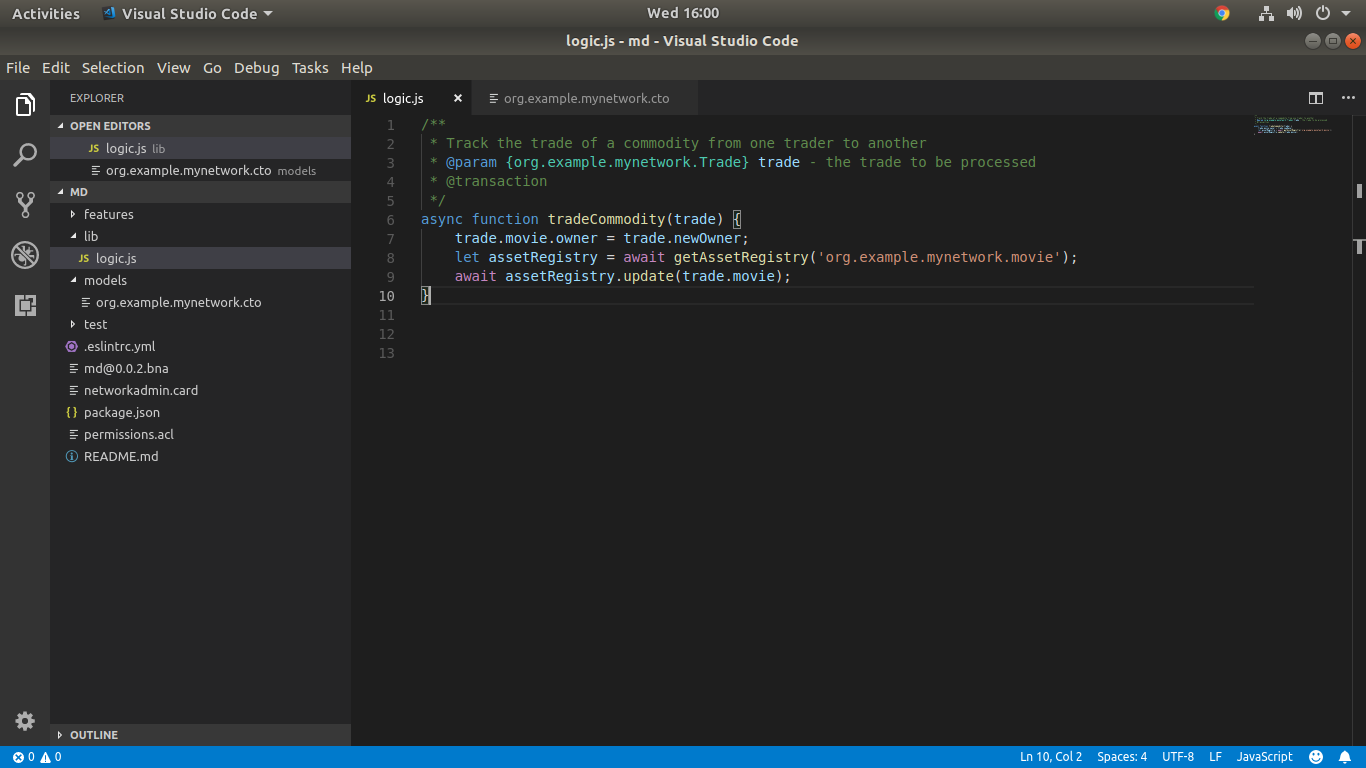 Activities Visual Studio Code Wed 16:00
logic.js - md - Visual Studio Code
File Edit Selection View Go Debug Tasks Help
EXPLORER
OPEN EDITORS
JS logic.js lib
org.example.mynetwork.cto models
MD
features
lib
JS logic.js
models
org.example.mynetwork.cto
test
.eslintrc.yml
md@0.0.2.bna
networkadmin.card
{} package.json
permissions.acl
README.md
OUTLINE
JS logic.js × org.example.mynetwork.cto
1 /**
2 * Track the trade of a commodity from one trader to another
3 * @param {org.example.mynetwork.Trade} trade - the trade to be processed
4 * @transaction
5 */
6 async function tradeCommodity(trade) {
7 trade.movie.owner = trade.newOwner;
8 let assetRegistry = await getAssetRegistry('org.example.mynetwork.movie');
9 await assetRegistry.update(trade.movie);
10 }
11
12
13
0 0 Ln 10, Col 2 Spaces: 4 UTF-8 LF JavaScript